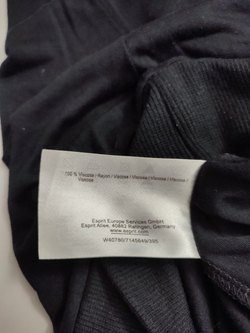 100 % Viscose / Rayon / Viscosa / Viscose / Viscose / Viscose /
Viscose
Esprit Europe Services GmbH
Esprit Allee, 40882 Ratingen, Germany
www.esprit.com